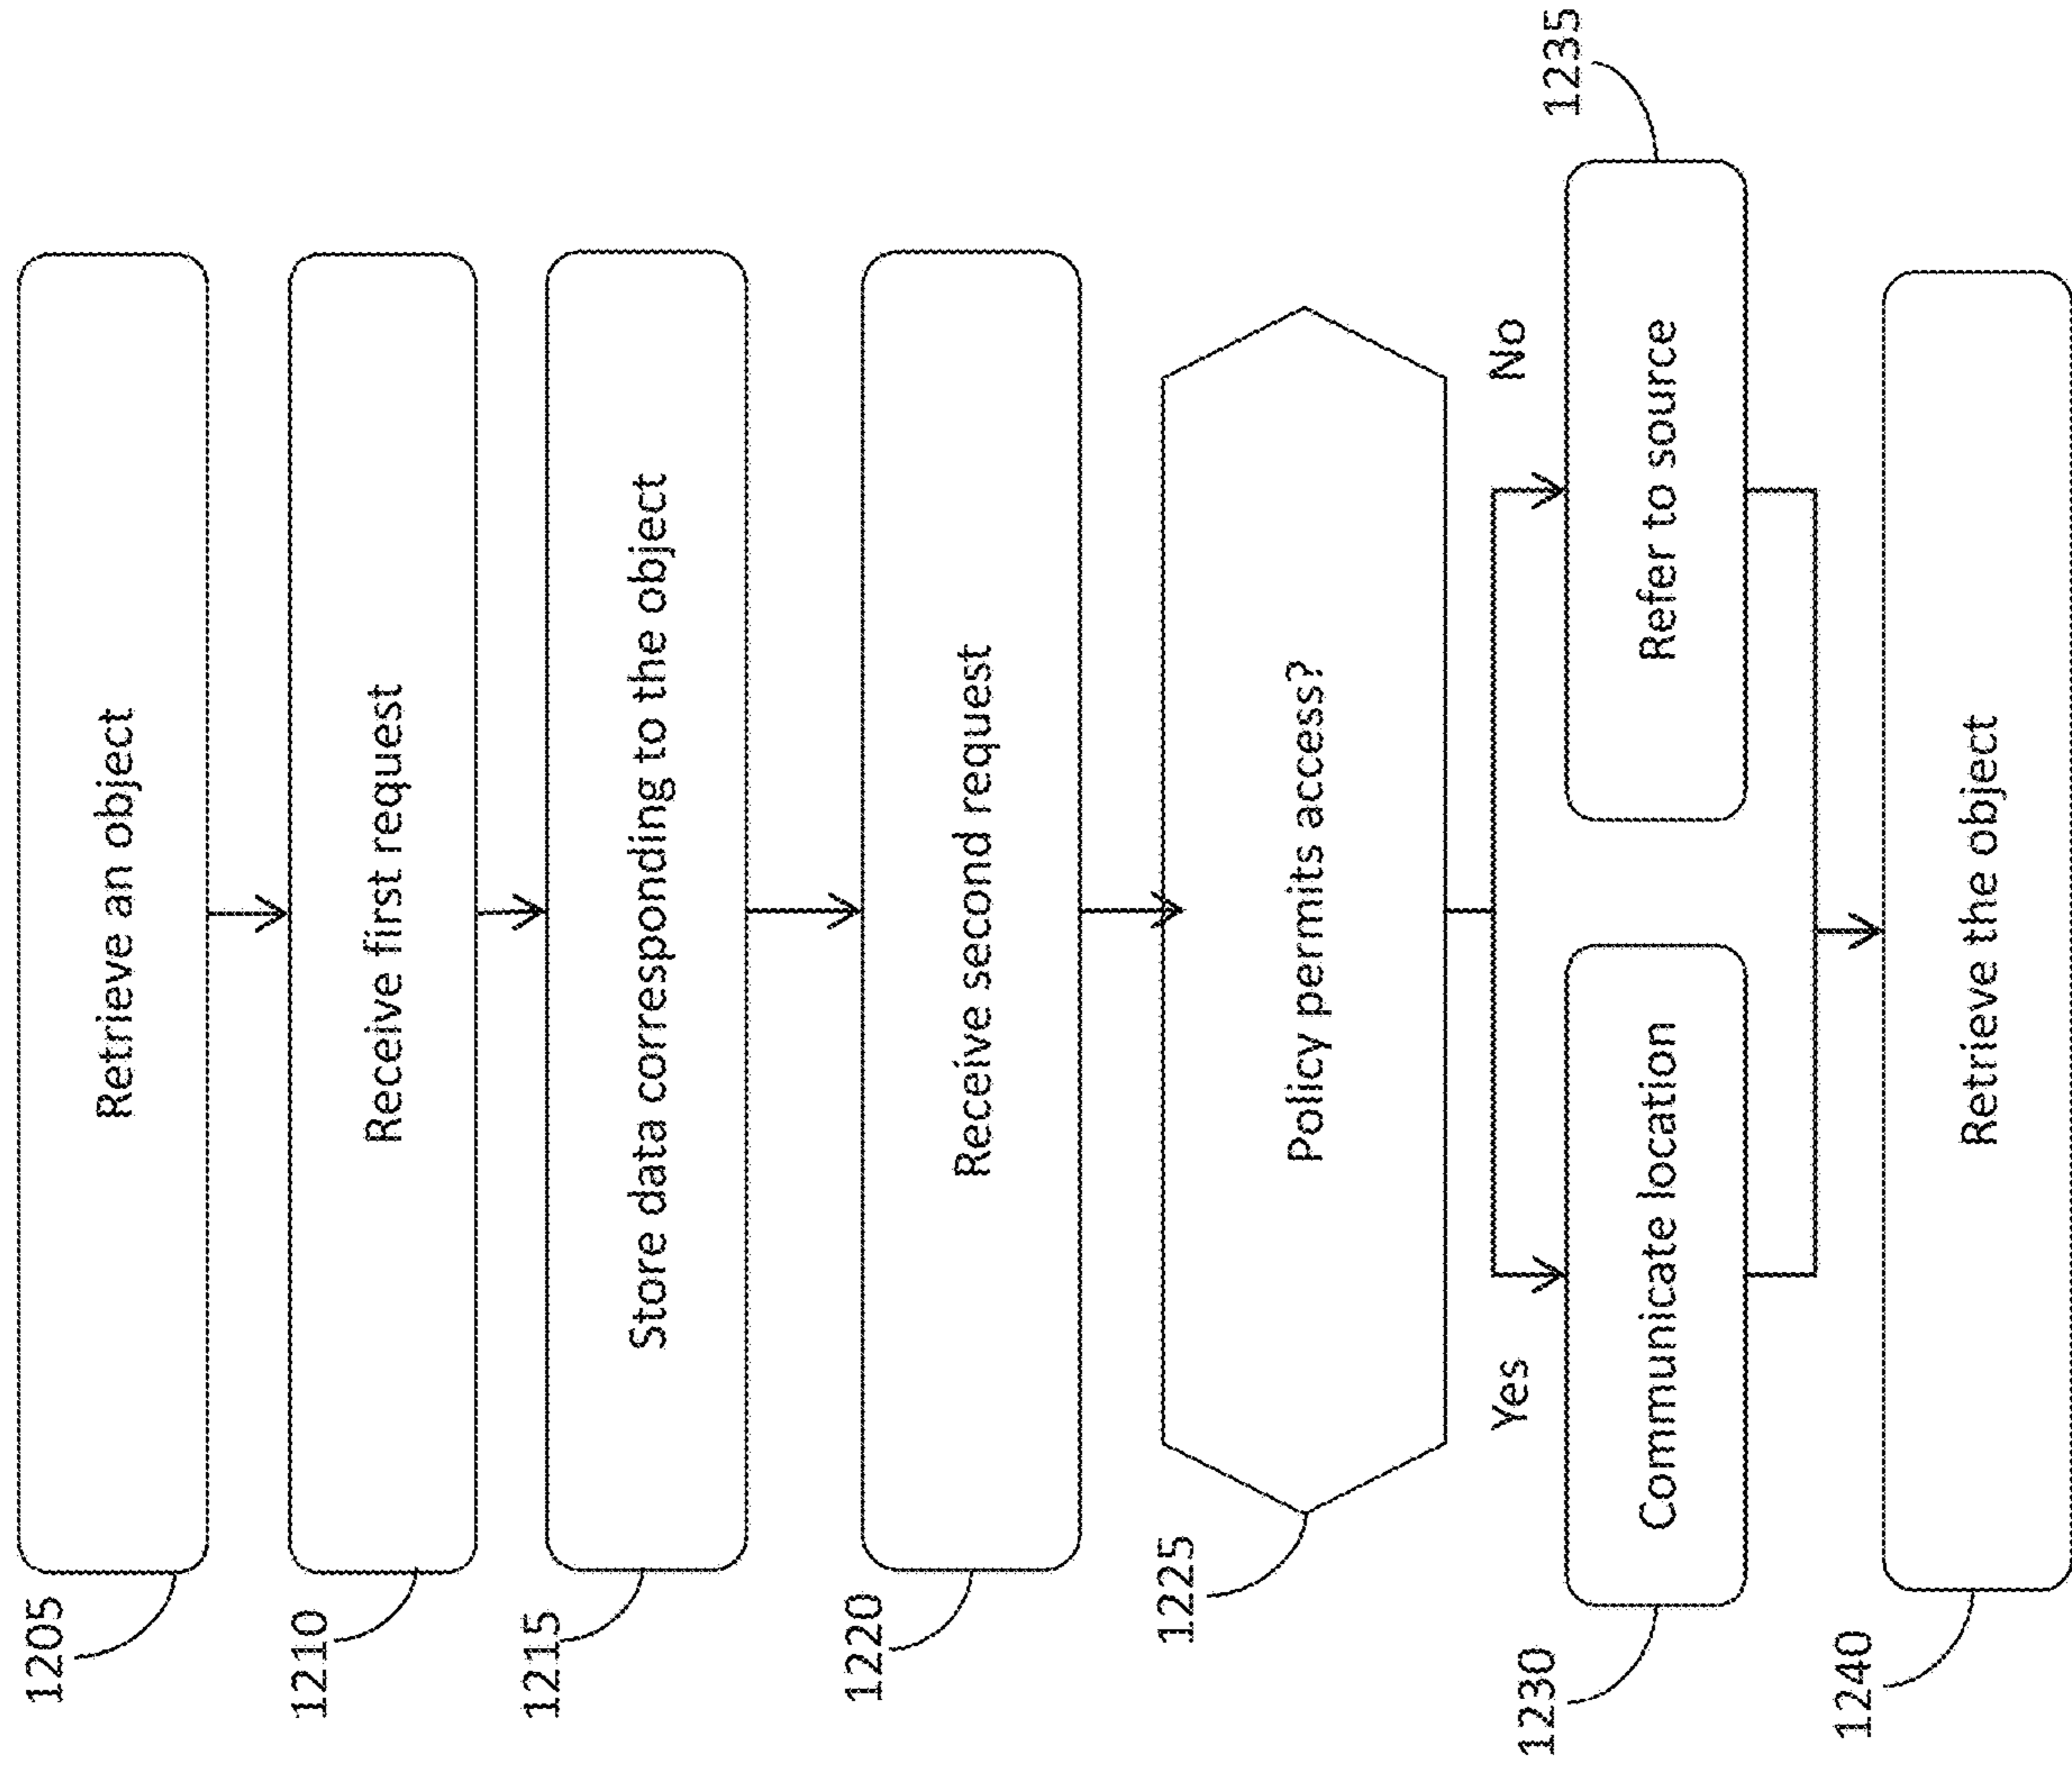 1205
Retrieve an object
1210
Receive first request
1215
Store data corresponding to the object
1220
Receive second request
1225
Policy permits access?
Yes
No
1230
Communicate location
Refer to source
1235
1240
Retrieve the object